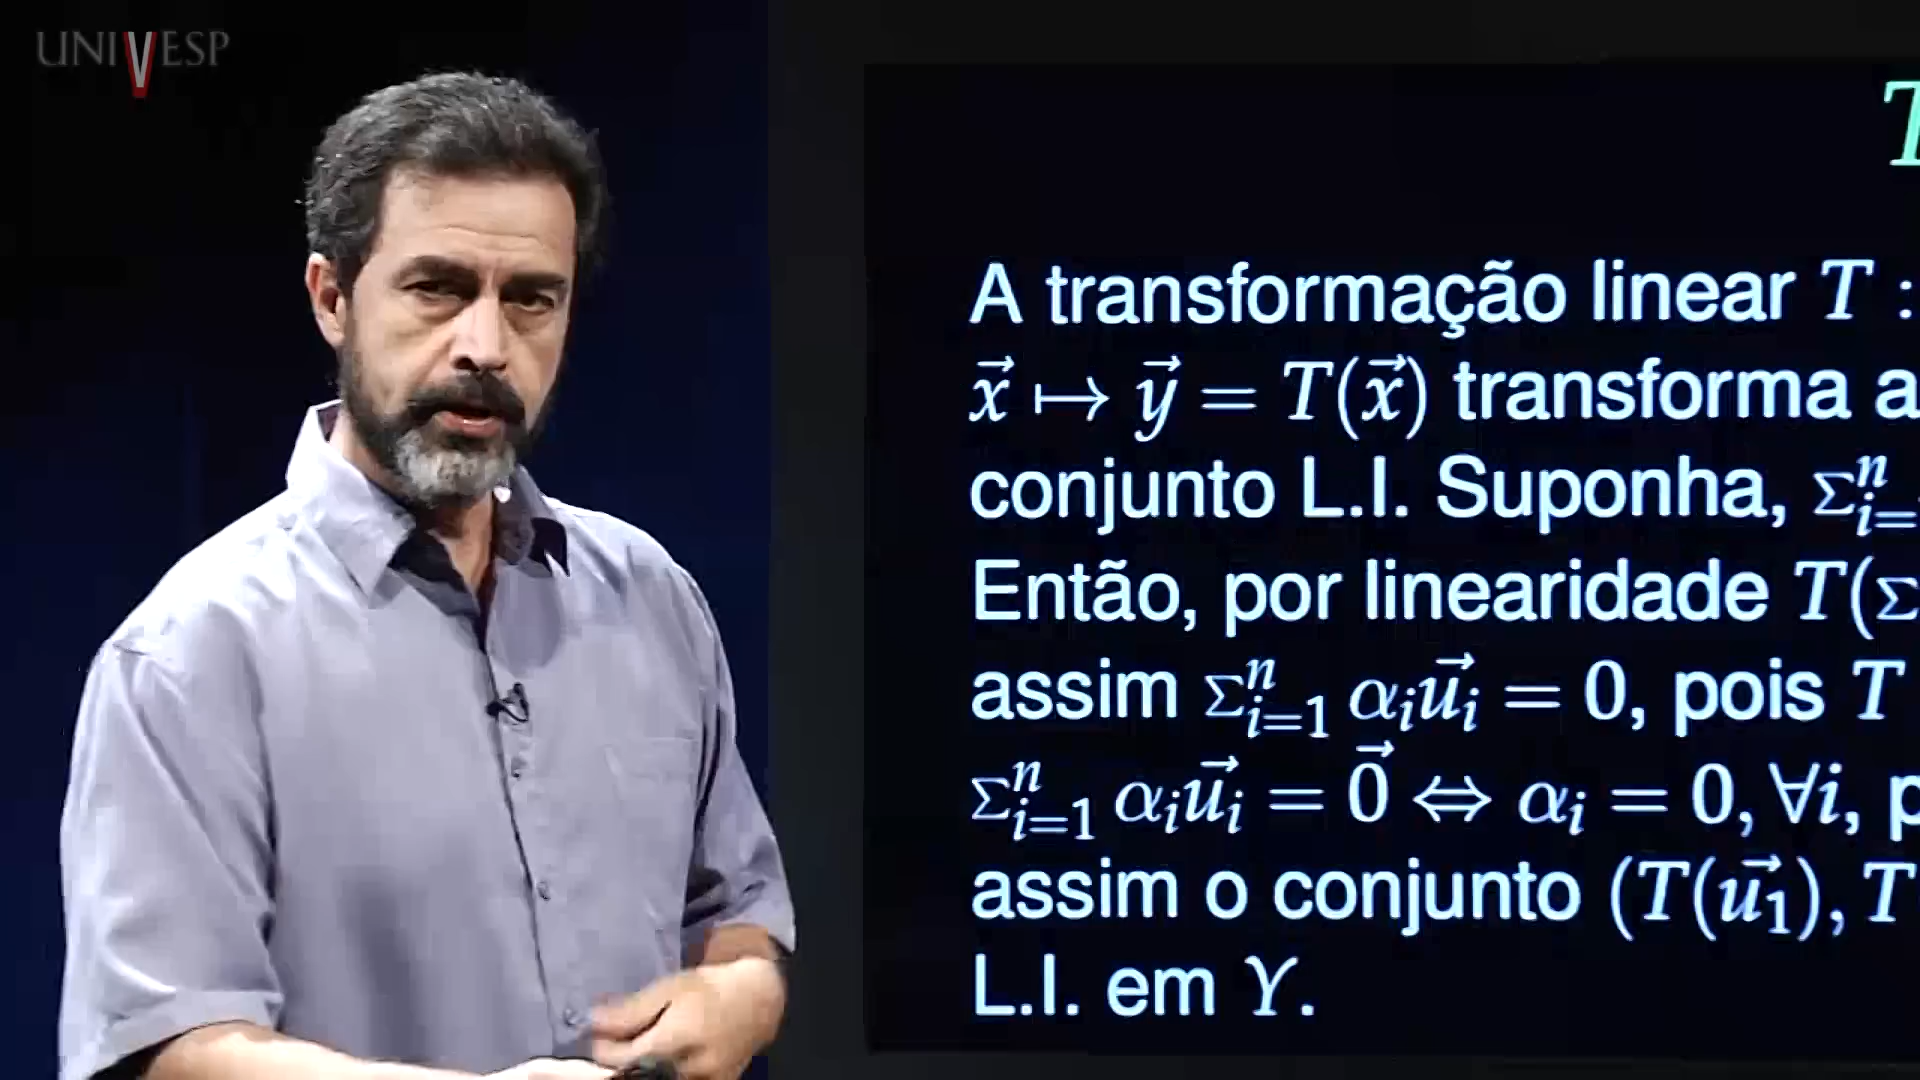 UNIVESP
T
A transformação linear T :
x⃗ ↦ y⃗ = T(x⃗) transforma a
conjunto L.I. Suponha, Σⁿᵢ₌
Então, por linearidade T(Σ
assim Σⁿᵢ₌₁ αᵢu⃗ᵢ = 0, pois T
Σⁿᵢ₌₁ αᵢu⃗ᵢ = 0⃗ ⇔ αᵢ = 0, ∀i, p
assim o conjunto (T(u⃗₁), T
L.I. em Y.